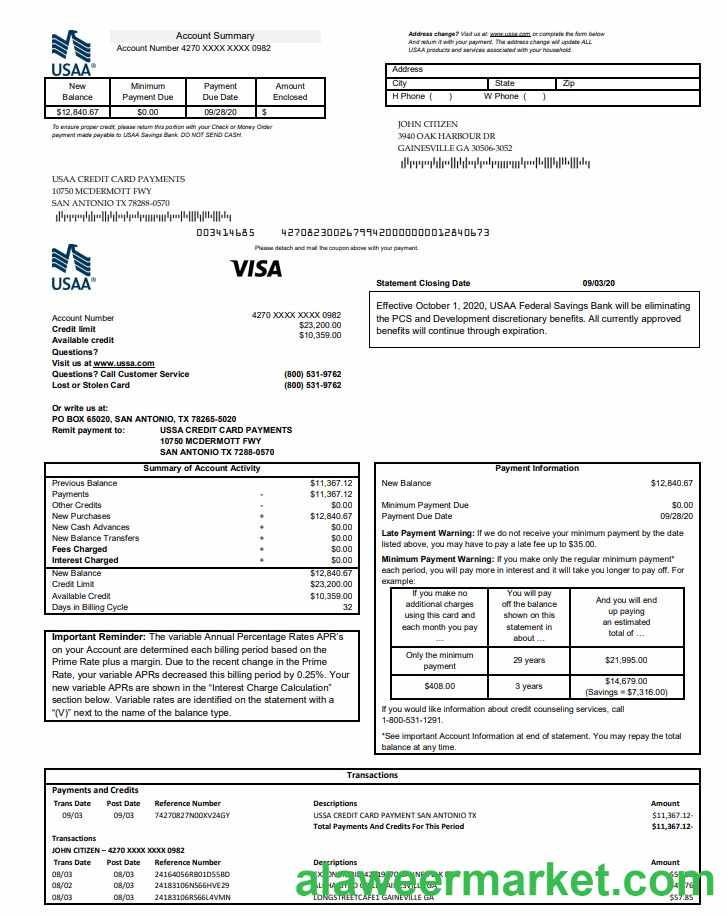 USAA®
Account Summary
Account Number 4270 XXXX XXXX 0982
Address change? Visit us at: www.ussa.com or complete the form below
And return it with your payment. The address change will update ALL
USAA products and services associated with your household.
New Balance Minimum Payment Due Payment Due Date Amount Enclosed
$12,840.67 $0.00 09/28/20 $
Address
City State Zip
H Phone ( ) W Phone ( )
To ensure proper credit, please return this portion with your Check or Money Order
payment made payable to USAA Savings Bank. DO NOT SEND CASH.
JOHN CITIZEN
3940 OAK HARBOUR DR
GAINESVILLE GA 30506-3052
USAA CREDIT CARD PAYMENTS
10750 MCDERMOTT FWY
SAN ANTONIO TX 78288-0570
003414685 4270823002679942000000000012840673
Please detach and mail the coupon above with your payment.
USAA®
VISA
Statement Closing Date 09/03/20
Effective October 1, 2020, USAA Federal Savings Bank will be eliminating
the PCS and Development discretionary benefits. All currently approved
benefits will continue through expiration.
Account Number 4270 XXXX XXXX 0982
Credit limit $23,200.00
Available credit $10,359.00
Questions?
Visit us at www.ussa.com
Questions? Call Customer Service (800) 531-9762
Lost or Stolen Card (800) 531-9762
Or write us at:
PO BOX 65020, SAN ANTONIO, TX 78265-5020
Remit payment to: USSA CREDIT CARD PAYMENTS
10750 MCDERMOTT FWY
SAN ANTONIO TX 7288-0570
Summary of Account Activity
Previous Balance $11,367.12
Payments - $11,367.12
Other Credits - $0.00
New Purchases + $12,840.67
New Cash Advances + $0.00
New Balance Transfers + $0.00
Fees Charged + $0.00
Interest Charged + $0.00
New Balance $12,840.67
Credit Limit $23,200.00
Available Credit $10,359.00
Days in Billing Cycle 32
Important Reminder: The variable Annual Percentage Rates APR's
on your Account are determined each billing period based on the
Prime Rate plus a margin. Due to the recent change in the Prime
Rate, your variable APRs decreased this billing period by 0.25%. Your
new variable APRs are shown in the "Interest Charge Calculation"
section below. Variable rates are identified on the statement with a
"(V)" next to the name of the balance type.
Payment Information
New Balance $12,840.67
Minimum Payment Due $0.00
Payment Due Date 09/28/20
Late Payment Warning: If we do not receive your minimum payment by the date
listed above, you may have to pay a late fee up to $35.00.
Minimum Payment Warning: If you make only the regular minimum payment*
each period, you will pay more in interest and it will take you longer to pay off. For
example:
If you make no additional charges using this card and each month you pay …
You will pay off the balance shown on this statement in about …
And you will end up paying an estimated total of …
Only the minimum payment 29 years $21,995.00
$408.00 3 years $14,679.00 (Savings = $7,316.00)
If you would like information about credit counseling services, call
1-800-531-1291.
*See important Account Information at end of statement. You may repay the total
balance at any time.
Transactions
Payments and Credits
Trans Date Post Date Reference Number Descriptions Amount
09/03 09/03 74270827N00XV24GY USSA CREDIT CARD PAYMENT SAN ANTONIO TX $11,367.12-
Total Payments And Credits For This Period $11,367.12-
Transactions
JOHN CITIZEN – 4270 XXXX XXXX 0982
Trans Date Post Date Reference Number Descriptions Amount
08/03 08/03 24164056R801D55BD
08/02 08/03 24183106NS66HVE29
08/03 08/03 24183106RS66L4VMN LONGSTREETCAFE1 GAINEVILLE GA $57.85
alaweermarket.com